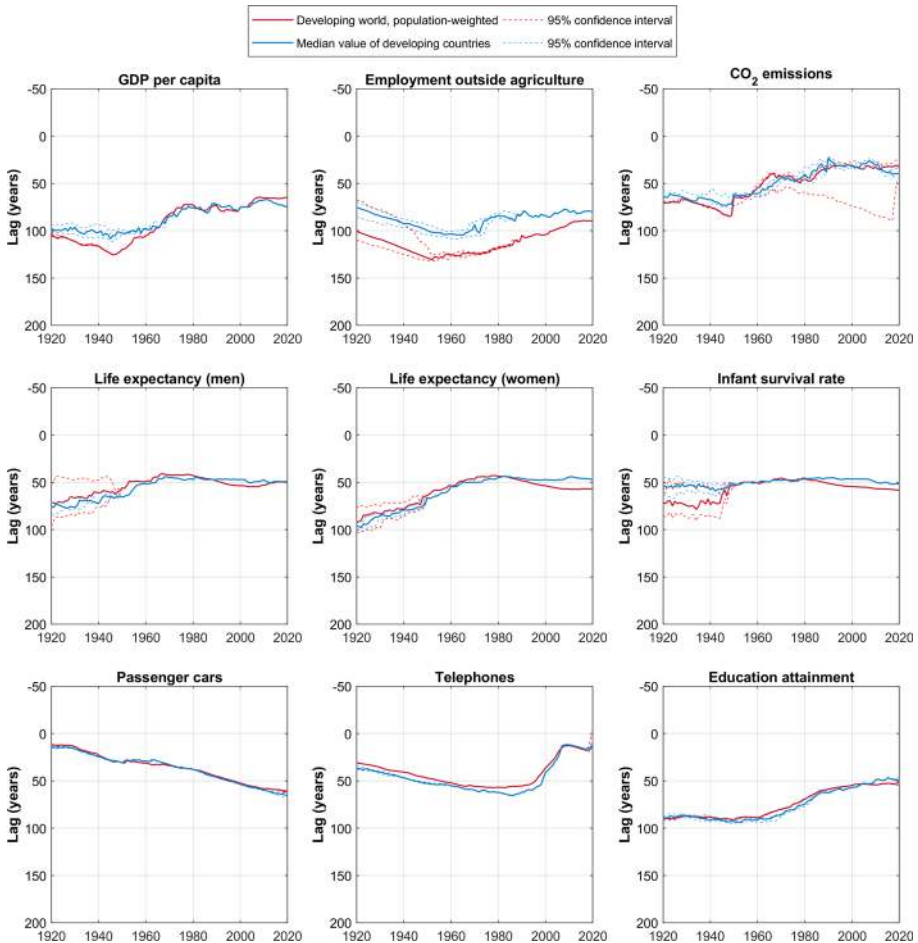 Developing world, population-weighted 95% confidence interval
Median value of developing countries 95% confidence interval
GDP per capita Employment outside agriculture CO₂ emissions
-50 -50 -50
0 0 0
50 50 50
100 100 100
150 150 150
200 200 200
Lag (years) Lag (years) Lag (years)
1920 1940 1960 1980 2000 2020 1920 1940 1960 1980 2000 2020 1920 1940 1960 1980 2000 2020
Life expectancy (men) Life expectancy (women) Infant survival rate
-50 -50 -50
0 0 0
50 50 50
100 100 100
150 150 150
200 200 200
Lag (years) Lag (years) Lag (years)
1920 1940 1960 1980 2000 2020 1920 1940 1960 1980 2000 2020 1920 1940 1960 1980 2000 2020
Passenger cars Telephones Education attainment
-50 -50 -50
0 0 0
50 50 50
100 100 100
150 150 150
200 200 200
Lag (years) Lag (years) Lag (years)
1920 1940 1960 1980 2000 2020 1920 1940 1960 1980 2000 2020 1920 1940 1960 1980 2000 2020